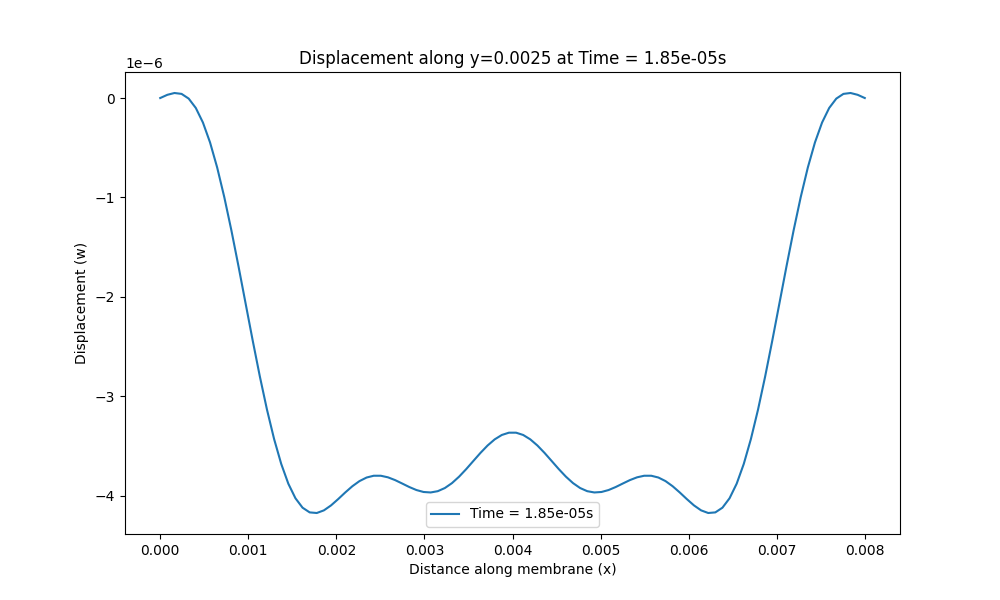 Displacement along y=0.0025 at Time = 1.85e-05s
1e−6
0
−1
−2
−3
−4
Displacement (w)
Time = 1.85e-05s
0.000 0.001 0.002 0.003 0.004 0.005 0.006 0.007 0.008
Distance along membrane (x)